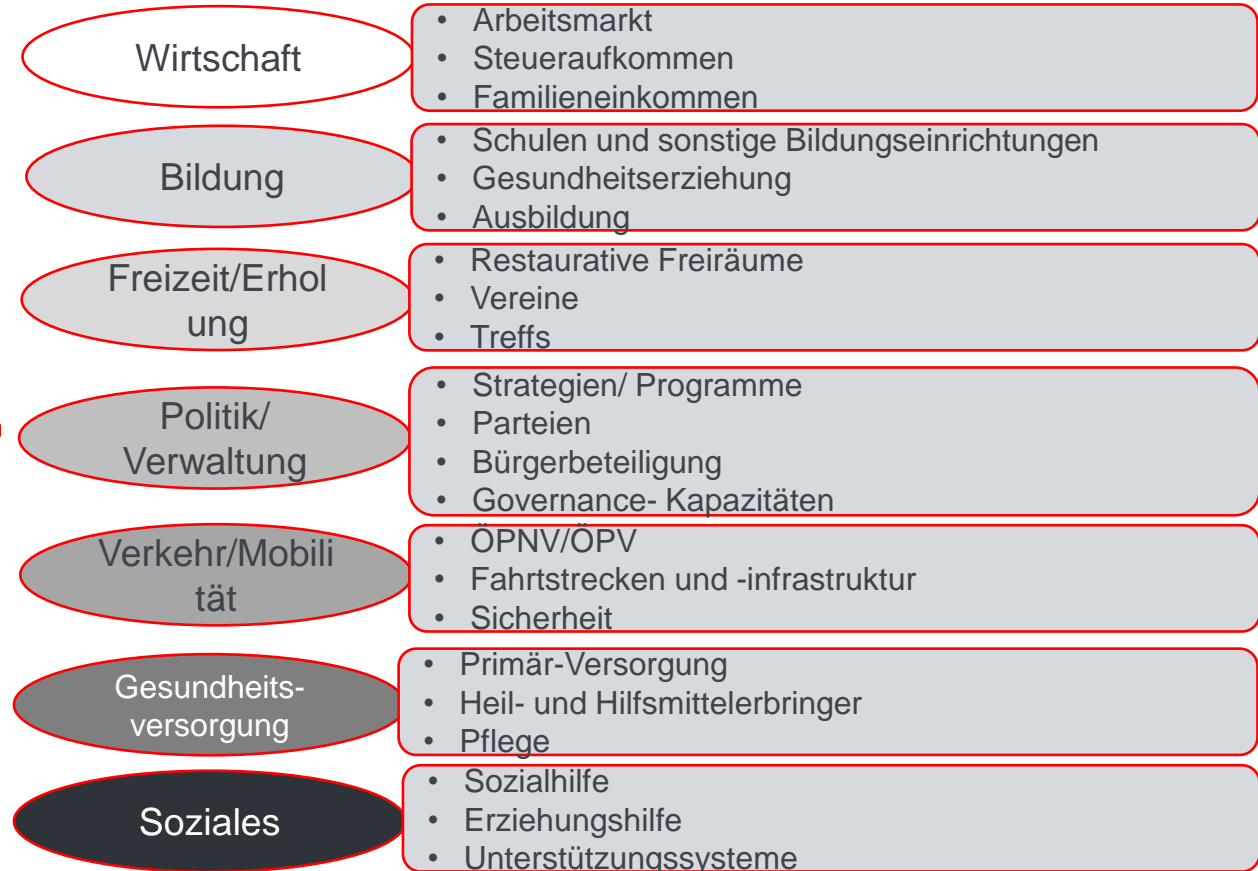 Wirtschaft
• Arbeitsmarkt
• Steueraufkommen
• Familieneinkommen
Bildung
• Schulen und sonstige Bildungseinrichtungen
• Gesundheitserziehung
• Ausbildung
Freizeit/Erhol
ung
• Restaurative Freiräume
• Vereine
• Treffs
Politik/
Verwaltung
• Strategien/ Programme
• Parteien
• Bürgerbeteiligung
• Governance- Kapazitäten
Verkehr/Mobili
tät
• ÖPNV/ÖPV
• Fahrtstrecken und -infrastruktur
• Sicherheit
Gesundheits-
versorgung
• Primär-Versorgung
• Heil- und Hilfsmittelerbringer
• Pflege
Soziales
• Sozialhilfe
• Erziehungshilfe
• Unterstützungssysteme